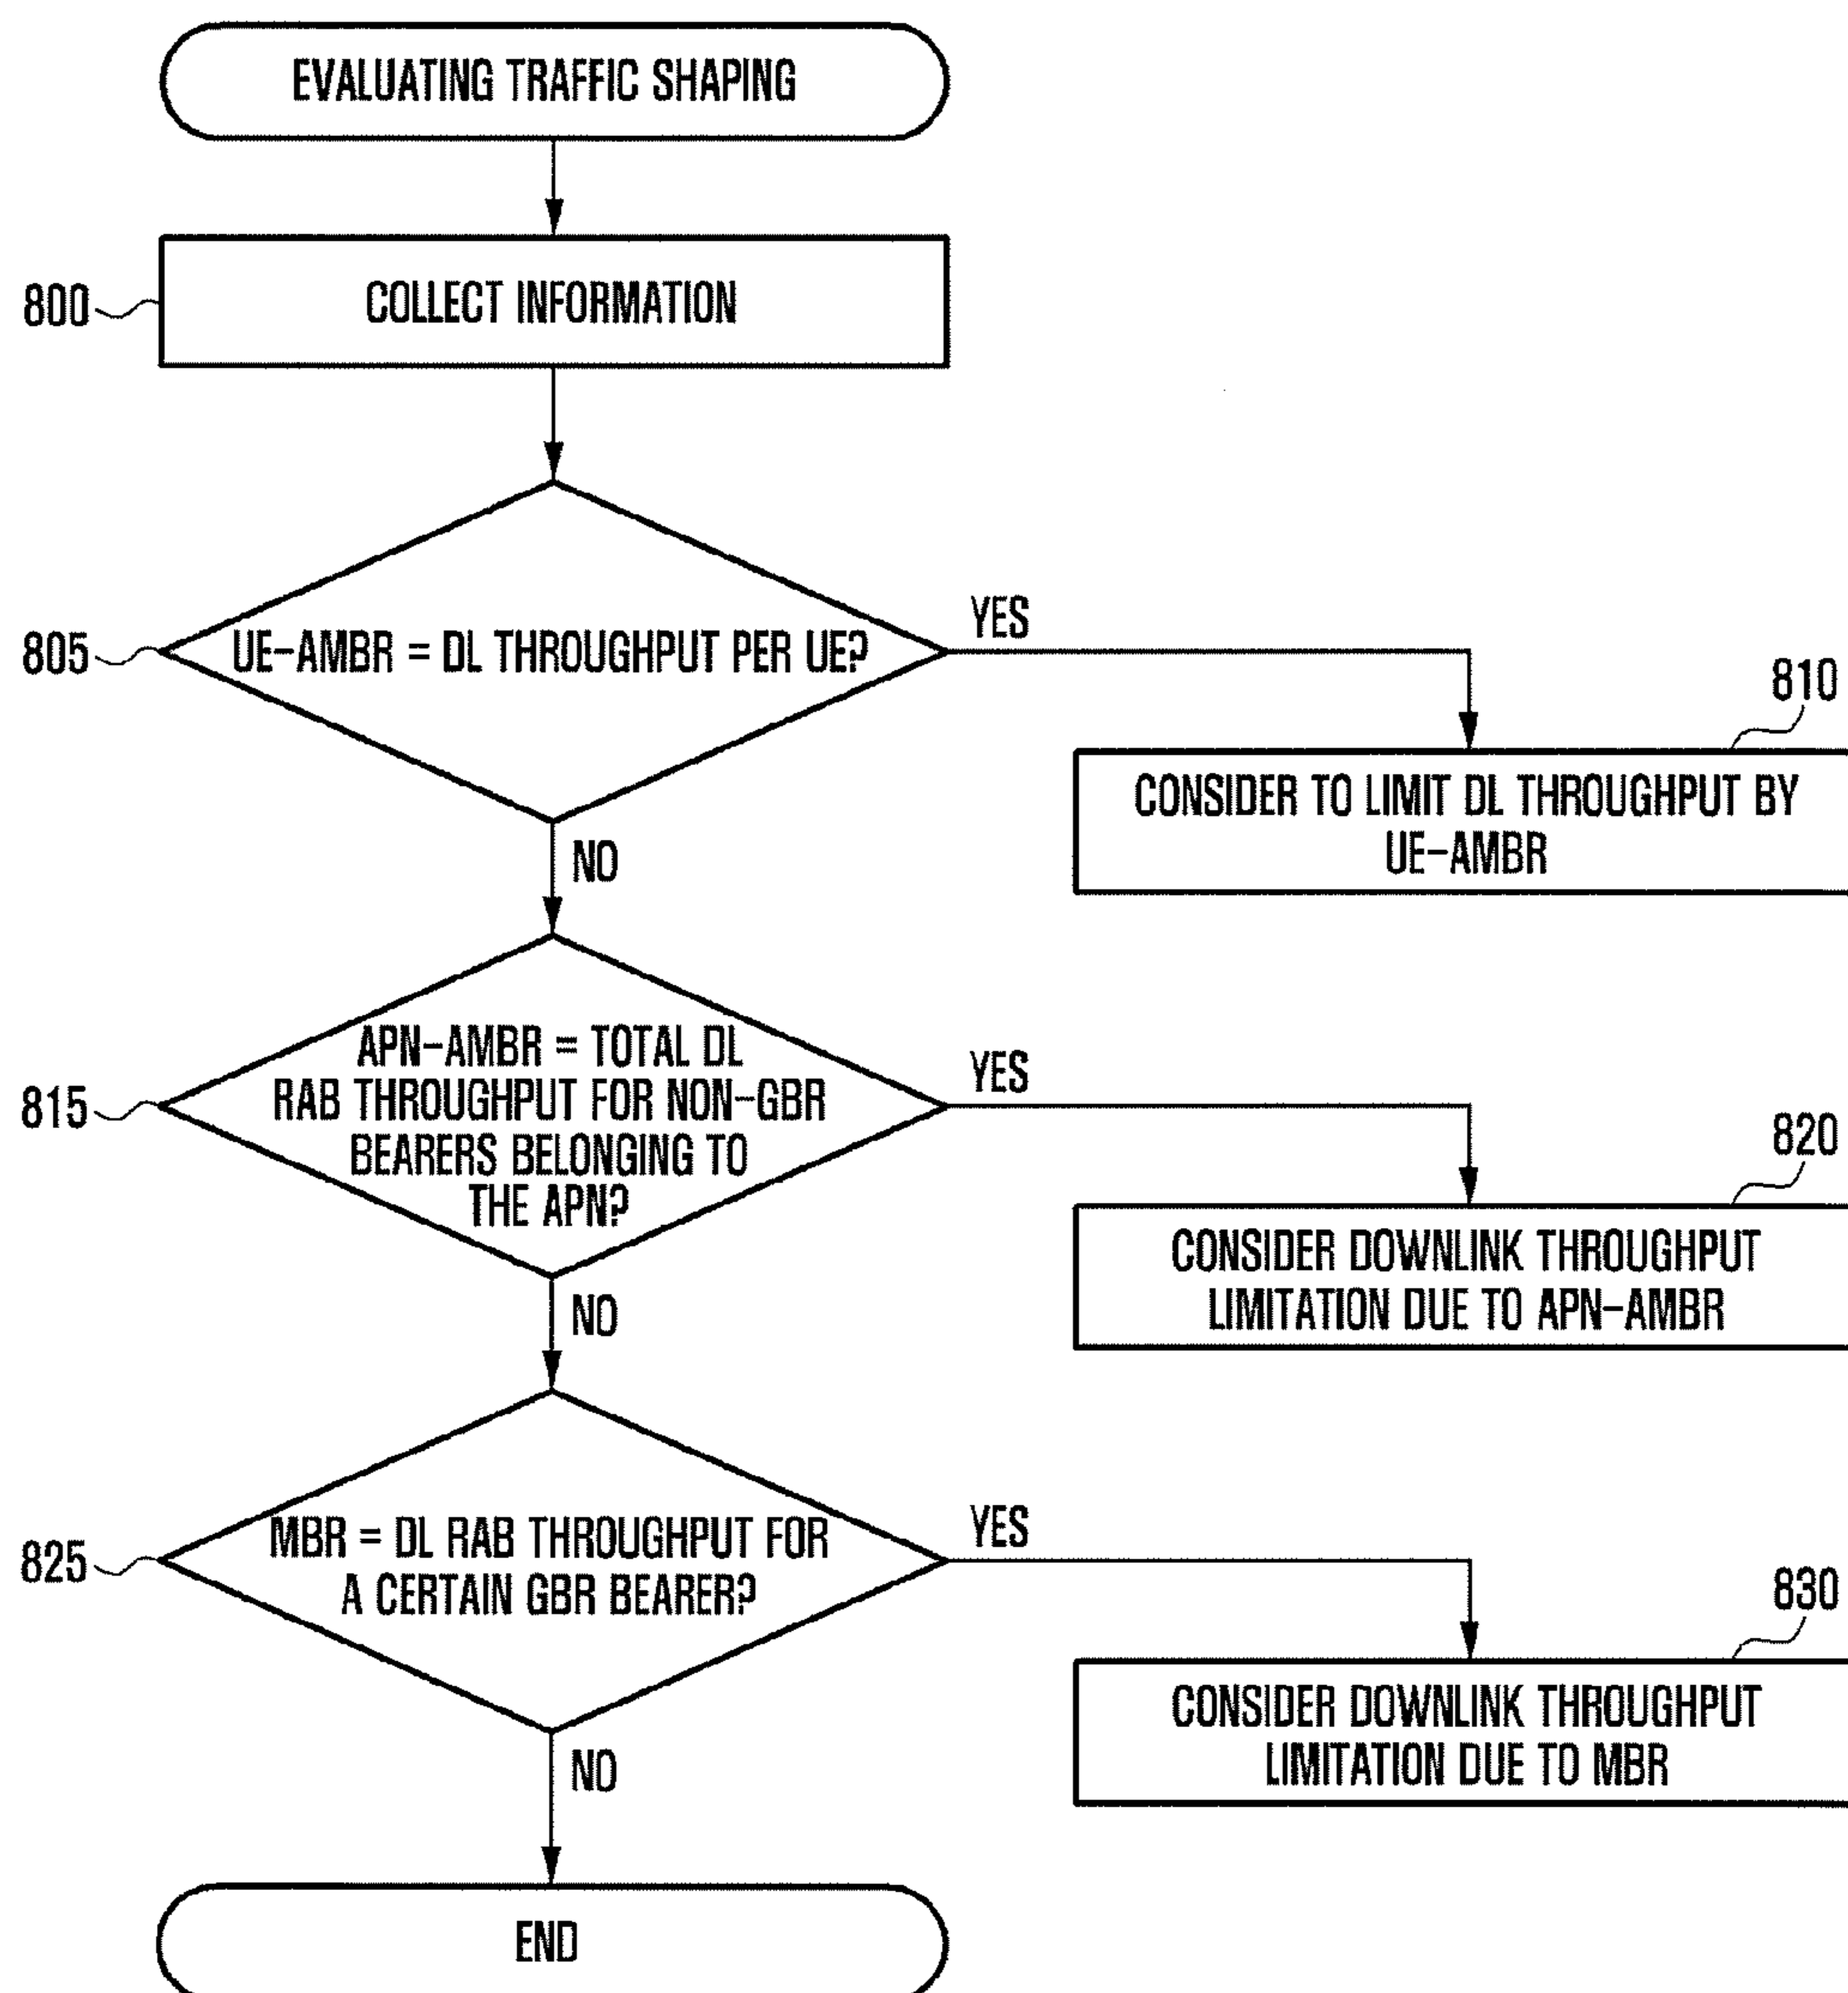 EVALUATING TRAFFIC SHAPING
800
COLLECT INFORMATION
805
UE-AMBR = DL THROUGHPUT PER UE?
YES
810
CONSIDER TO LIMIT DL THROUGHPUT BY
UE-AMBR
NO
815
APN-AMBR = TOTAL DL
RAB THROUGHPUT FOR NON-GBR
BEARERS BELONGING TO
THE APN?
YES
820
CONSIDER DOWNLINK THROUGHPUT
LIMITATION DUE TO APN-AMBR
NO
825
MBR = DL RAB THROUGHPUT FOR
A CERTAIN GBR BEARER?
YES
830
CONSIDER DOWNLINK THROUGHPUT
LIMITATION DUE TO MBR
NO
END